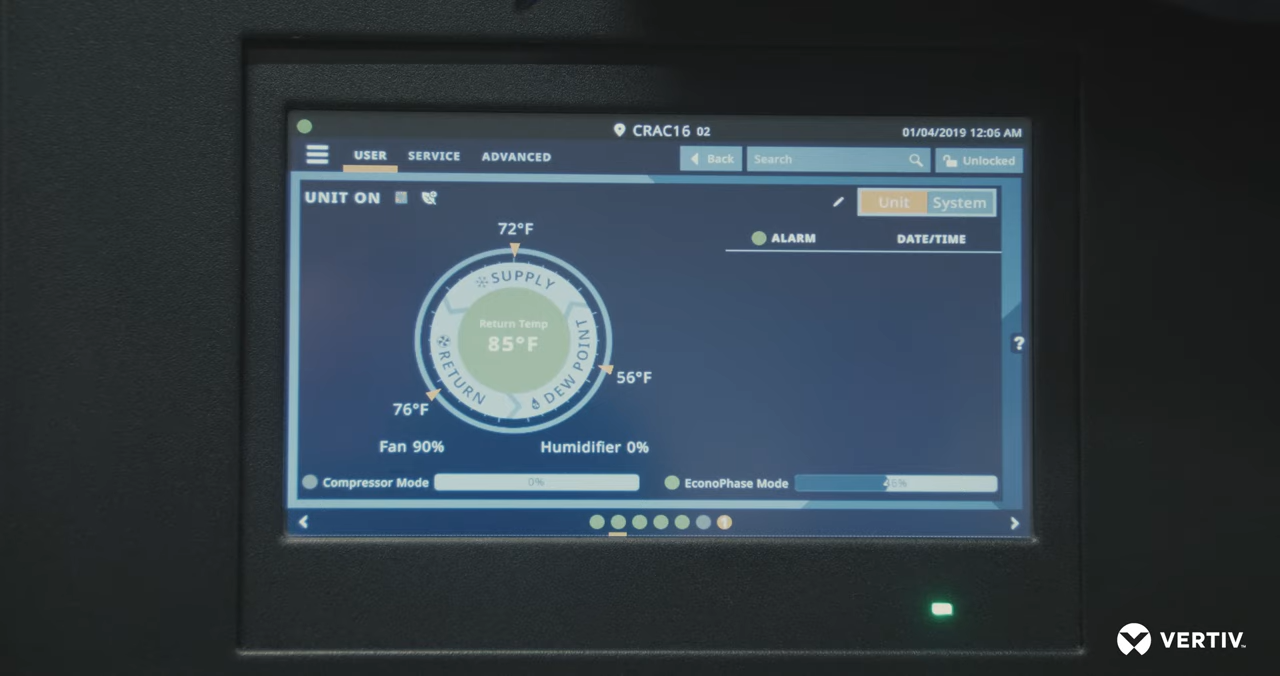 CRAC16 02
01/04/2019 12:06 AM
USER SERVICE ADVANCED
Back
Search
Unlocked
UNIT ON
Unit System
ALARM DATE/TIME
72°F
SUPPLY
Return Temp
85°F
DEW POINT
RETURN
56°F
76°F
Fan 90%
Humidifier 0%
Compressor Mode 0%
EconoPhase Mode
?
VERTIV™